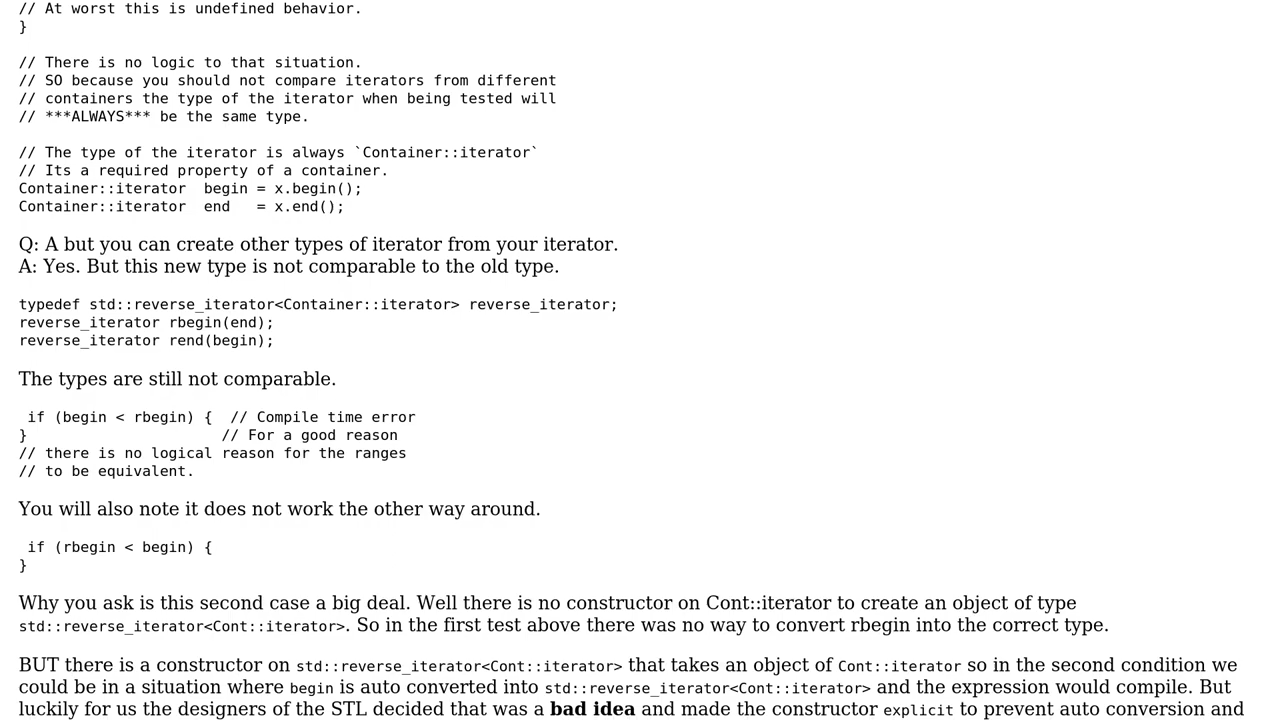 // At worst this is undefined behavior.
}
// There is no logic to that situation.
// SO because you should not compare iterators from different
// containers the type of the iterator when being tested will
// ***ALWAYS*** be the same type.
// The type of the iterator is always `Container::iterator`
// Its a required property of a container.
Container::iterator  begin = x.begin();
Container::iterator  end   = x.end();
Q: A but you can create other types of iterator from your iterator.
A: Yes. But this new type is not comparable to the old type.
typedef std::reverse_iterator<Container::iterator> reverse_iterator;
reverse_iterator rbegin(end);
reverse_iterator rend(begin);
The types are still not comparable.
 if (begin < rbegin) {  // Compile time error
}                      // For a good reason
// there is no logical reason for the ranges
// to be equivalent.
You will also note it does not work the other way around.
 if (rbegin < begin) {
}
Why you ask is this second case a big deal. Well there is no constructor on Cont::iterator to create an object of type
std::reverse_iterator<Cont::iterator>. So in the first test above there was no way to convert rbegin into the correct type.
BUT there is a constructor on std::reverse_iterator<Cont::iterator> that takes an object of Cont::iterator so in the second condition we
could be in a situation where begin is auto converted into std::reverse_iterator<Cont::iterator> and the expression would compile. But
luckily for us the designers of the STL decided that was a bad idea and made the constructor explicit to prevent auto conversion and